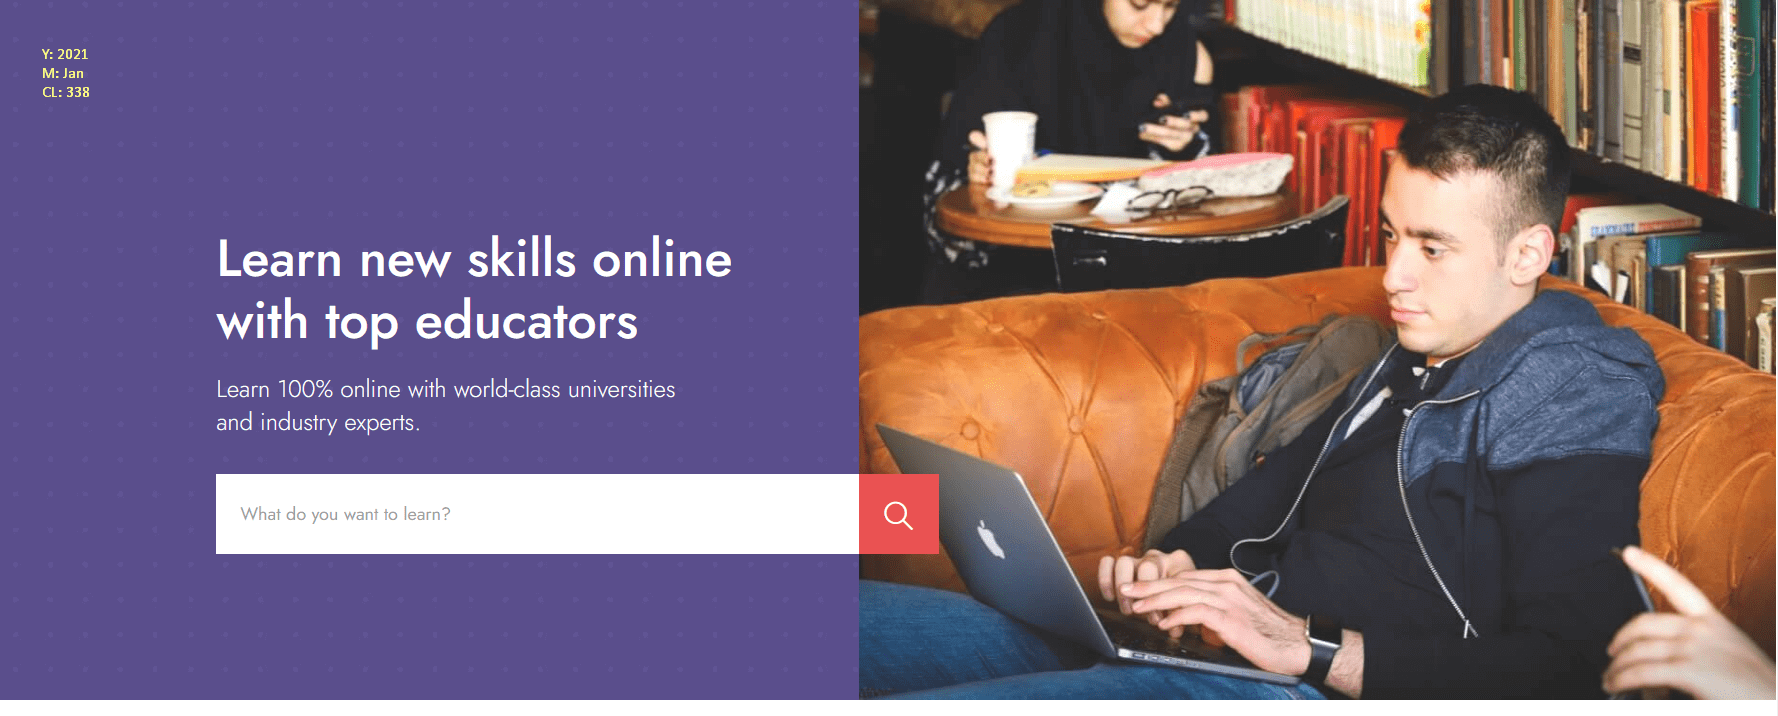 Y: 2021
M: Jan
CL: 338
Learn new skills online
with top educators
Learn 100% online with world-class universities
and industry experts.
What do you want to learn?